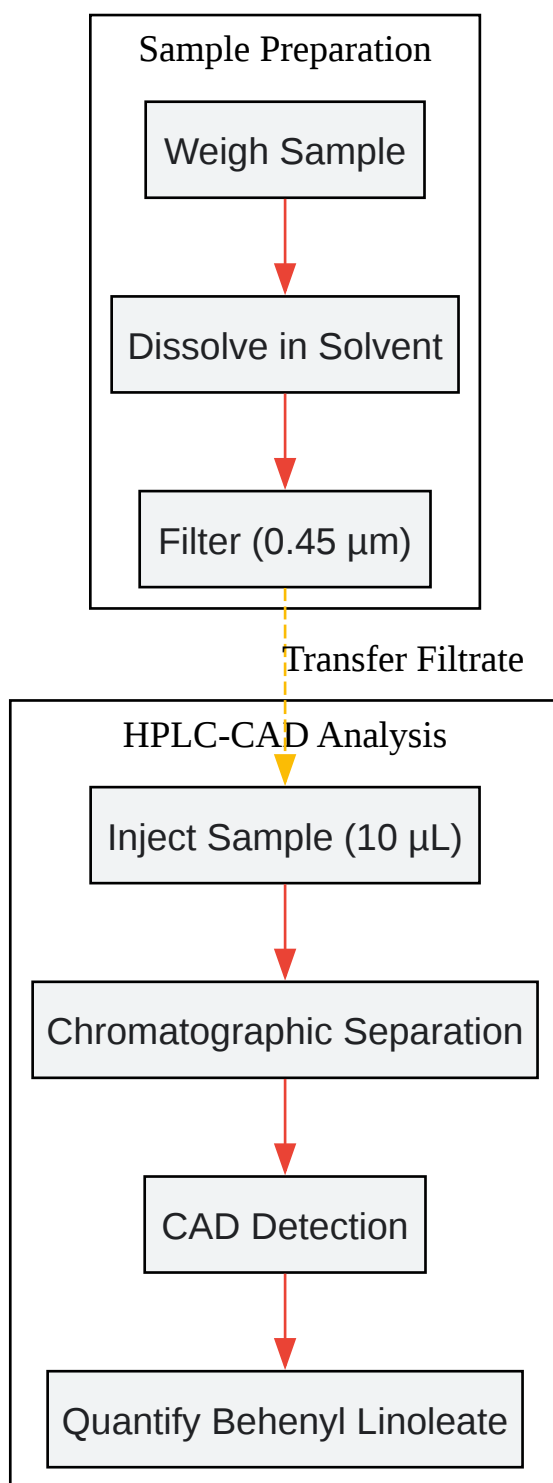 Sample Preparation
Weigh Sample
Dissolve in Solvent
Filter (0.45 µm)
Transfer Filtrate
HPLC-CAD Analysis
Inject Sample (10 µL)
Chromatographic Separation
CAD Detection
Quantify Behenyl Linoleate